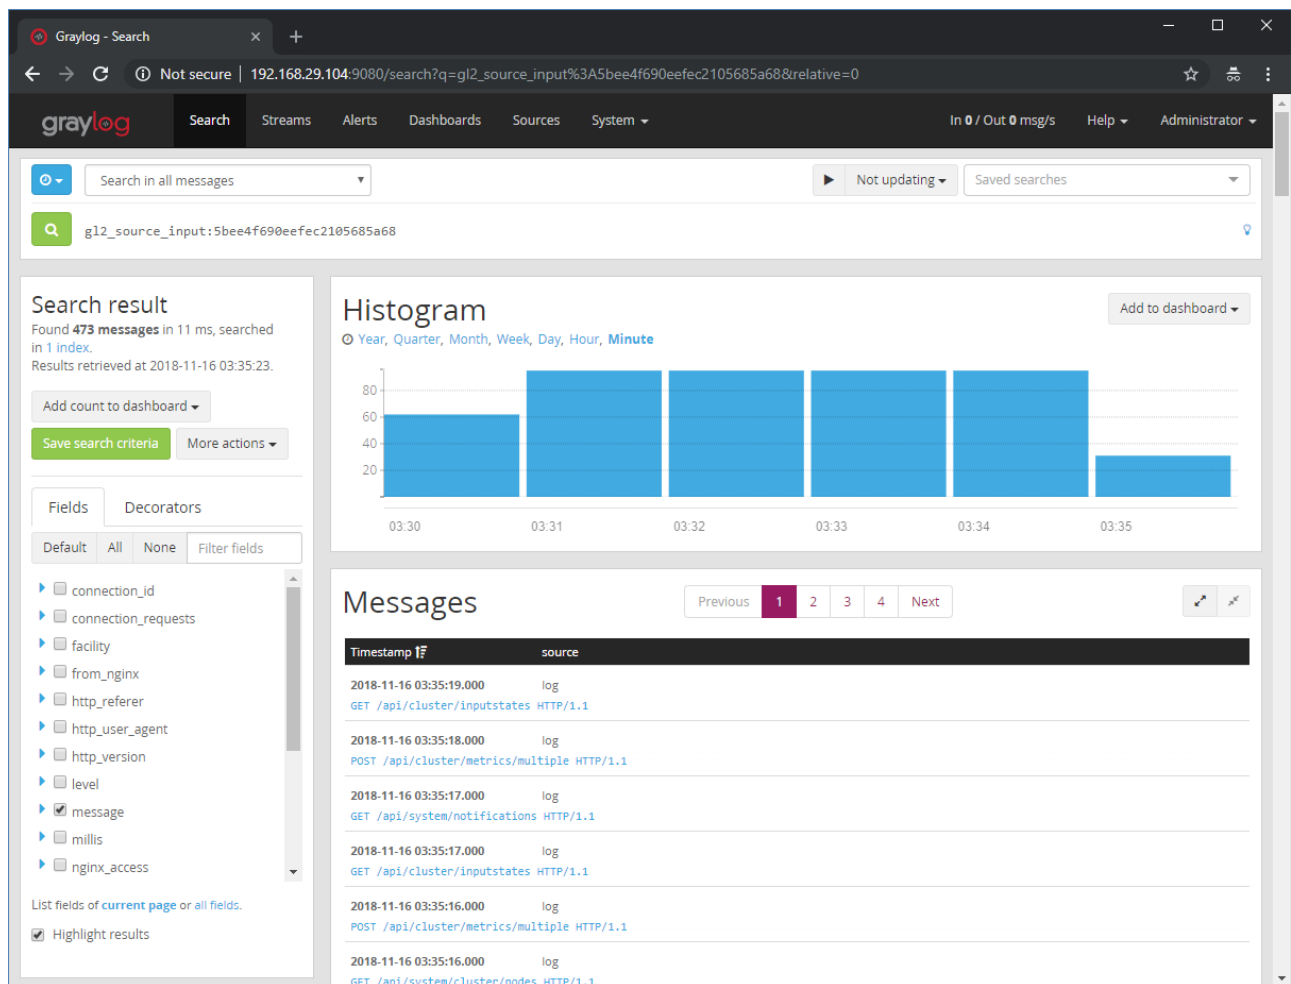 Graylog - Search
Not secure | 192.168.29.104:9080/search?q=gl2_source_input%3A5bee4f690eefec2105685a68&relative=0
graylog Search Streams Alerts Dashboards Sources System In 0 / Out 0 msg/s Help Administrator
Search in all messages Not updating Saved searches
gl2_source_input:5bee4f690eefec2105685a68
Search result
Found 473 messages in 11 ms, searched
in 1 index.
Results retrieved at 2018-11-16 03:35:23.
Add count to dashboard
Save search criteria More actions
Fields Decorators
Default All None Filter fields
connection_id
connection_requests
facility
from_nginx
http_referer
http_user_agent
http_version
level
message
millis
nginx_access
List fields of current page or all fields.
Highlight results
Histogram
Add to dashboard
Year, Quarter, Month, Week, Day, Hour, Minute
80
60
40
20
03:30 03:31 03:32 03:33 03:34 03:35
Messages
Previous 1 2 3 4 Next
Timestamp source
2018-11-16 03:35:19.000 log
GET /api/cluster/inputstates HTTP/1.1
2018-11-16 03:35:18.000 log
POST /api/cluster/metrics/multiple HTTP/1.1
2018-11-16 03:35:17.000 log
GET /api/system/notifications HTTP/1.1
2018-11-16 03:35:17.000 log
GET /api/cluster/inputstates HTTP/1.1
2018-11-16 03:35:16.000 log
POST /api/cluster/metrics/multiple HTTP/1.1
2018-11-16 03:35:16.000 log
GET /api/system/cluster/nodes HTTP/1.1